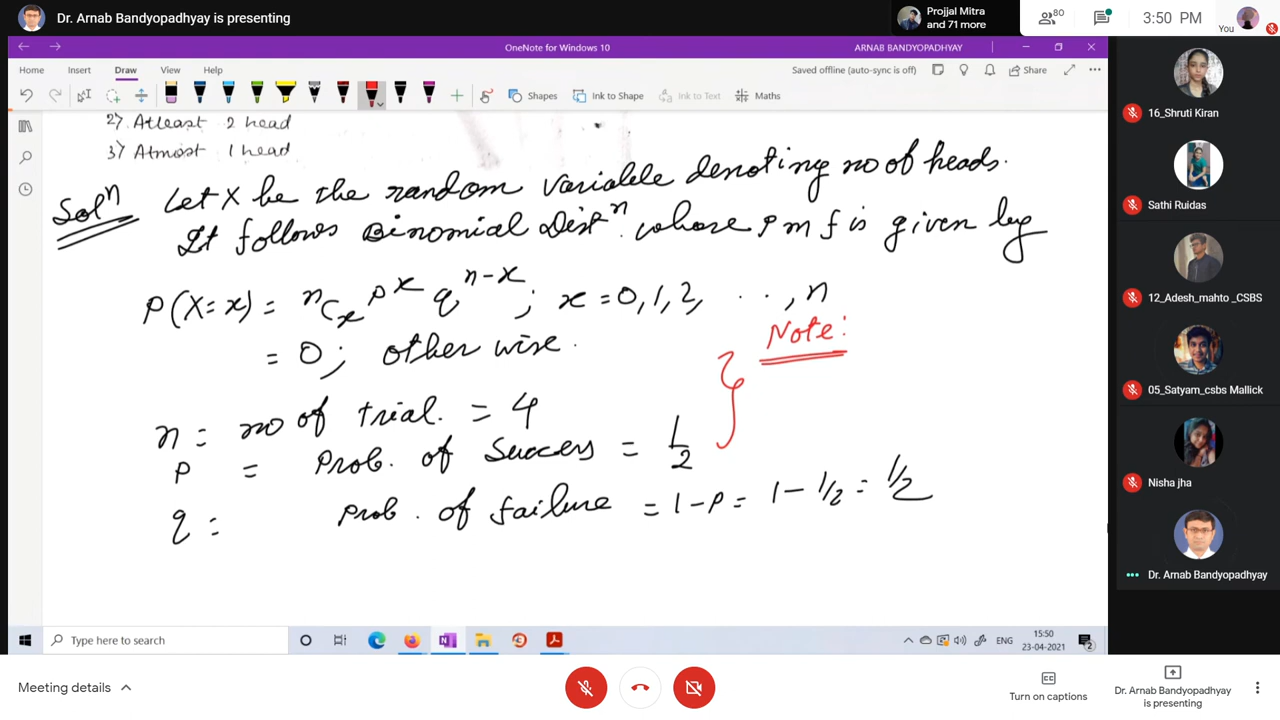 Dr. Arnab Bandyopadhyay is presenting
Projjal Mitra
and 71 more
80
3:50 PM
You
OneNote for Windows 10
ARNAB BANDYOPADHYAY
Home Insert Draw View Help
Saved offline (auto-sync is off)
Share
Shapes
Ink to Shape
Ink to Text
Maths
2) Atleast 2 head
3) Atmost 1 head
Solⁿ Let X be the random variable denoting no of heads.
It follows Binomial Distⁿ. whose p m f is given by
P(X=x) = ⁿCₓ pˣ qⁿ⁻ˣ ; x = 0, 1, 2, ..., n
= 0; other wise.
Note:
n = no of trial. = 4
p = Prob. of Success = 1/2
q = Prob. of failure = 1-p = 1 - 1/2 = 1/2
16_Shruti Kiran
Sathi Ruidas
12_Adesh_mahto _CSBS
05_Satyam_csbs Mallick
Nisha jha
Dr. Arnab Bandyopadhyay
Type here to search
ENG
15:50
23-04-2021
2
Meeting details
Turn on captions
Dr. Arnab Bandyopadhyay
is presenting